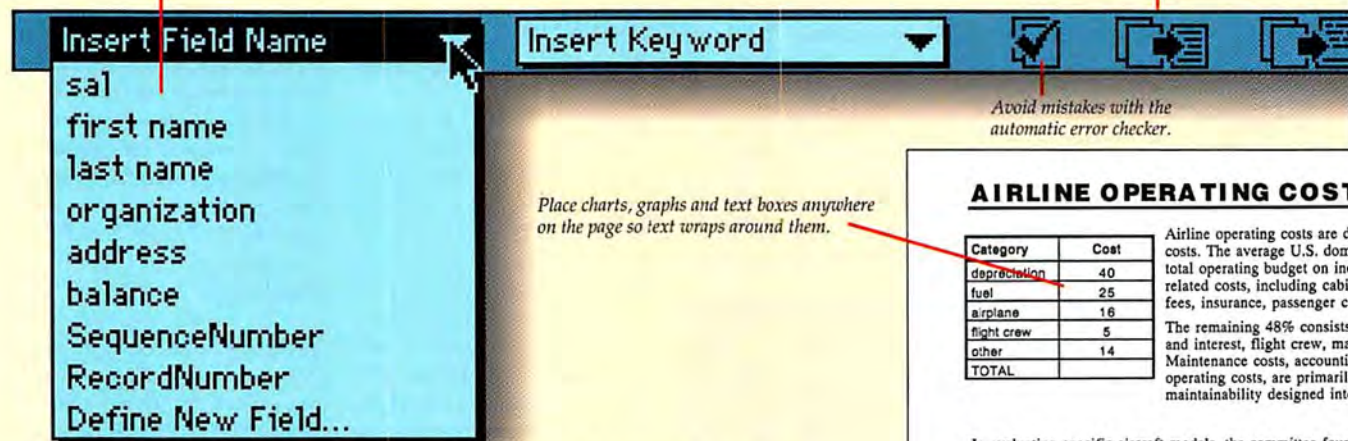 Insert Field Name
Insert Keyword
sal
first name
last name
organization
address
balance
SequenceNumber
RecordNumber
Define New Field...
Avoid mistakes with the
automatic error checker.
Place charts, graphs and text boxes anywhere
on the page so text wraps around them.
AIRLINE OPERATING COST
Category Cost
depreciation 40
fuel 25
airplane 16
flight crew 5
other 14
TOTAL
Airline operating costs are d
costs. The average U.S. dom
total operating budget on in
related costs, including cabi
fees, insurance, passenger c
The remaining 48% consists
and interest, flight crew, ma
Maintenance costs, accounti
operating costs, are primaril
maintainability designed int